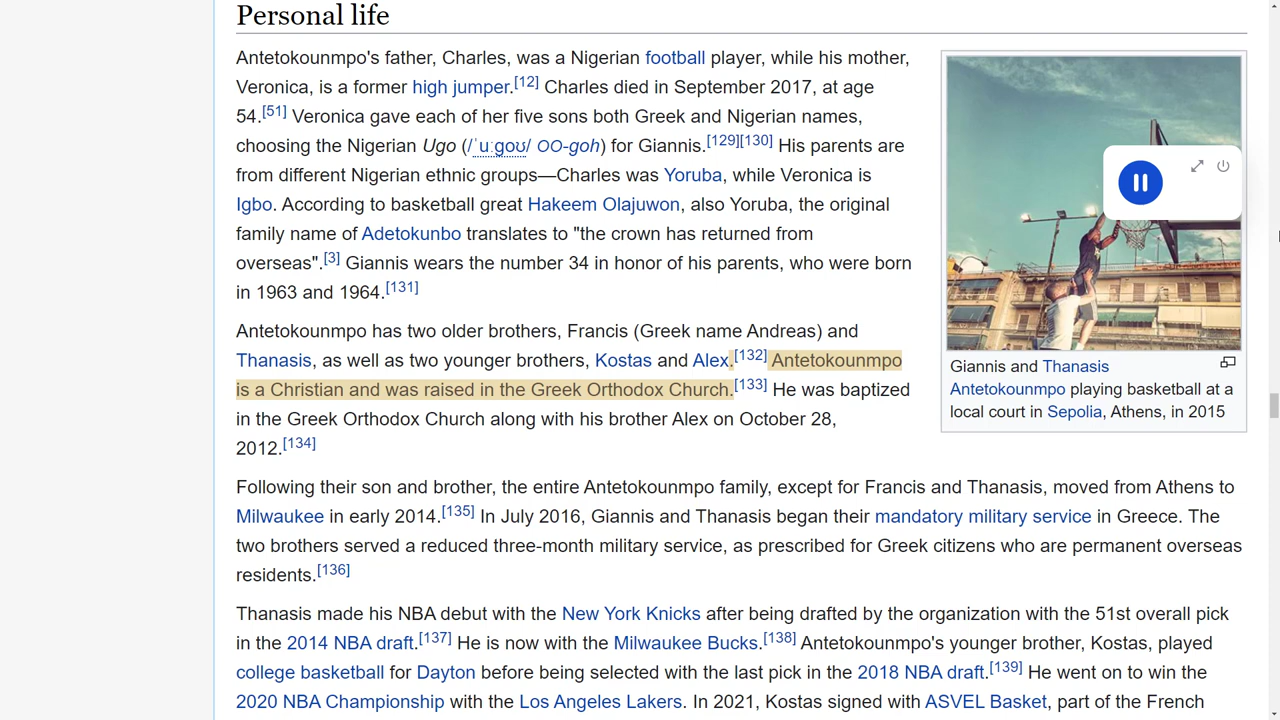 Personal life
Antetokounmpo's father, Charles, was a Nigerian football player, while his mother,
Veronica, is a former high jumper.[12] Charles died in September 2017, at age
54.[51] Veronica gave each of her five sons both Greek and Nigerian names,
choosing the Nigerian Ugo (/ˈuːɡoʊ/ OO-goh) for Giannis.[129][130] His parents are
from different Nigerian ethnic groups—Charles was Yoruba, while Veronica is
Igbo. According to basketball great Hakeem Olajuwon, also Yoruba, the original
family name of Adetokunbo translates to "the crown has returned from
overseas".[3] Giannis wears the number 34 in honor of his parents, who were born
in 1963 and 1964.[131]
Antetokounmpo has two older brothers, Francis (Greek name Andreas) and
Thanasis, as well as two younger brothers, Kostas and Alex.[132] Antetokounmpo
is a Christian and was raised in the Greek Orthodox Church.[133] He was baptized
in the Greek Orthodox Church along with his brother Alex on October 28,
2012.[134]
Giannis and Thanasis
Antetokounmpo playing basketball at a
local court in Sepolia, Athens, in 2015
Following their son and brother, the entire Antetokounmpo family, except for Francis and Thanasis, moved from Athens to
Milwaukee in early 2014.[135] In July 2016, Giannis and Thanasis began their mandatory military service in Greece. The
two brothers served a reduced three-month military service, as prescribed for Greek citizens who are permanent overseas
residents.[136]
Thanasis made his NBA debut with the New York Knicks after being drafted by the organization with the 51st overall pick
in the 2014 NBA draft.[137] He is now with the Milwaukee Bucks.[138] Antetokounmpo's younger brother, Kostas, played
college basketball for Dayton before being selected with the last pick in the 2018 NBA draft.[139] He went on to win the
2020 NBA Championship with the Los Angeles Lakers. In 2021, Kostas signed with ASVEL Basket, part of the French